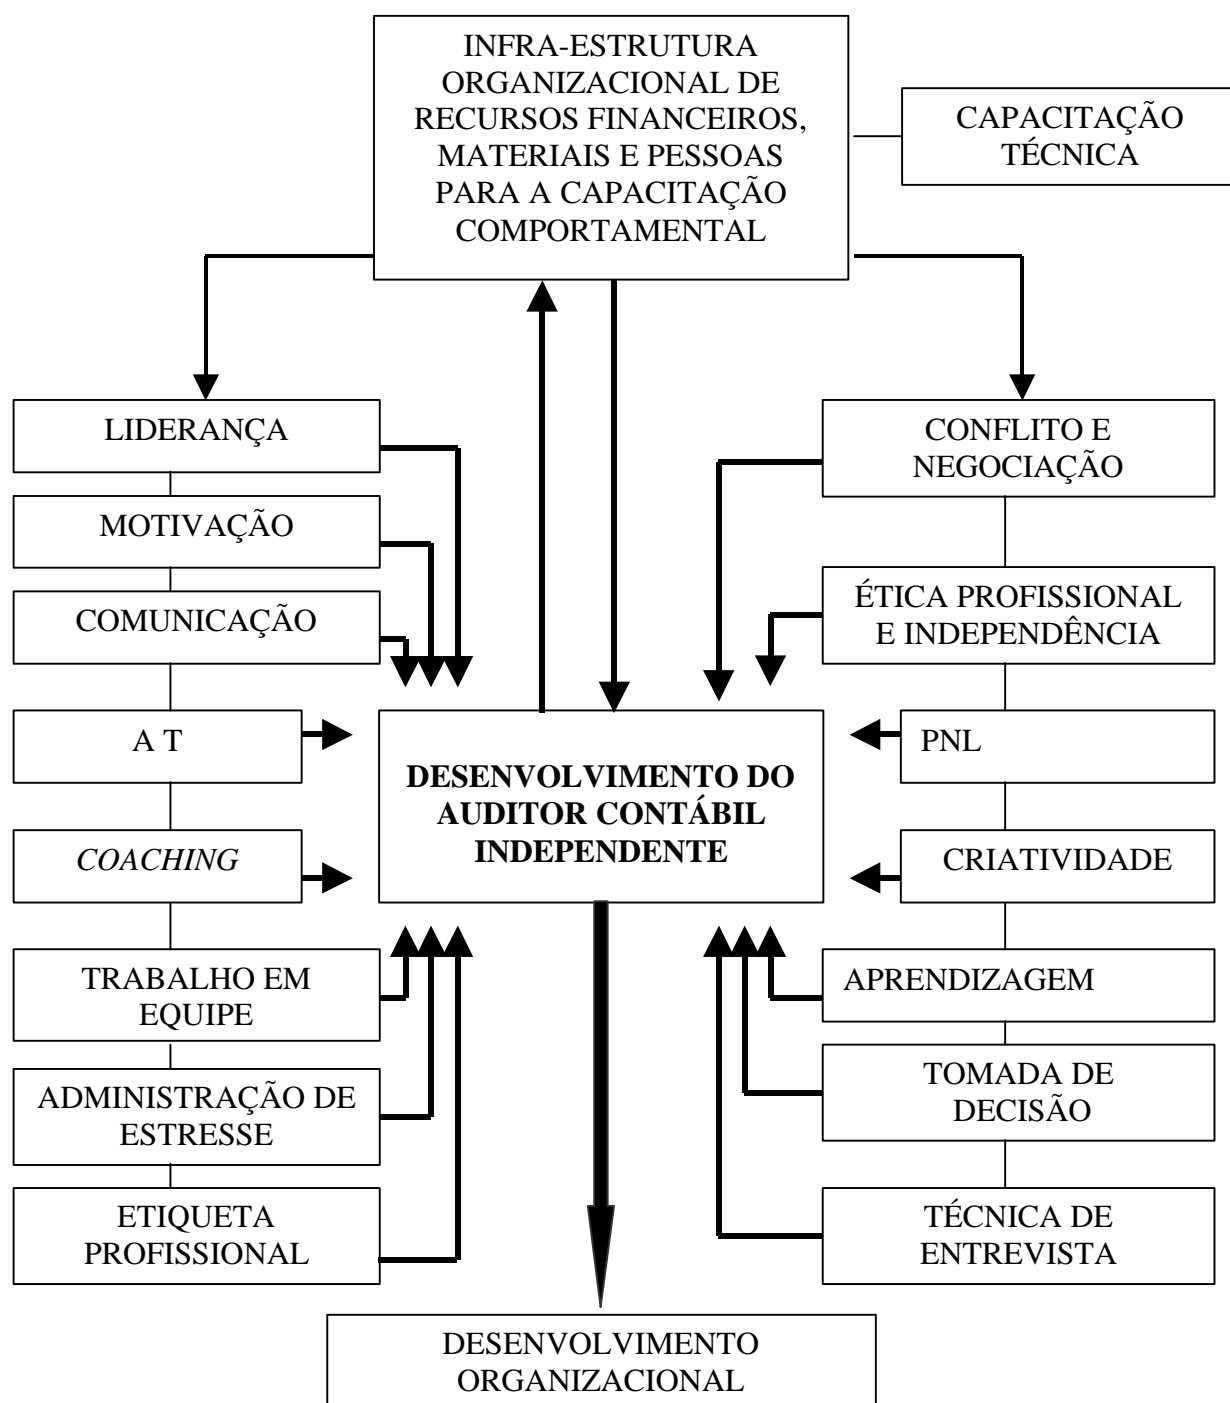 INFRA-ESTRUTURA
ORGANIZACIONAL DE
RECURSOS FINANCEIROS,
MATERIAIS E PESSOAS
PARA A CAPACITAÇÃO
COMPORTAMENTAL
CAPACITAÇÃO
TÉCNICA
LIDERANÇA
MOTIVAÇÃO
COMUNICAÇÃO
A T
COACHING
TRABALHO EM
EQUIPE
ADMINISTRAÇÃO DE
ESTRESSE
ETIQUETA
PROFISSIONAL
DESENVOLVIMENTO DO
AUDITOR CONTÁBIL
INDEPENDENTE
CONFLITO E
NEGOCIAÇÃO
ÉTICA PROFISSIONAL
E INDEPENDÊNCIA
PNL
CRIATIVIDADE
APRENDIZAGEM
TOMADA DE
DECISÃO
TÉCNICA DE
ENTREVISTA
DESENVOLVIMENTO
ORGANIZACIONAL